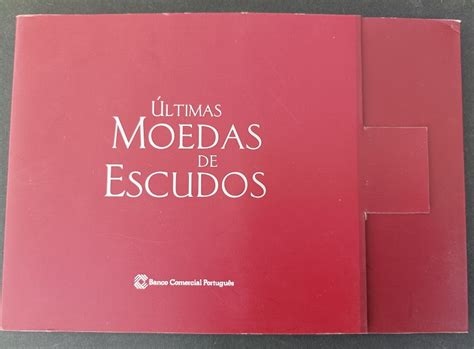 ÚLTIMAS
MOEDAS
DE
ESCUDOS
Banco Comercial Português